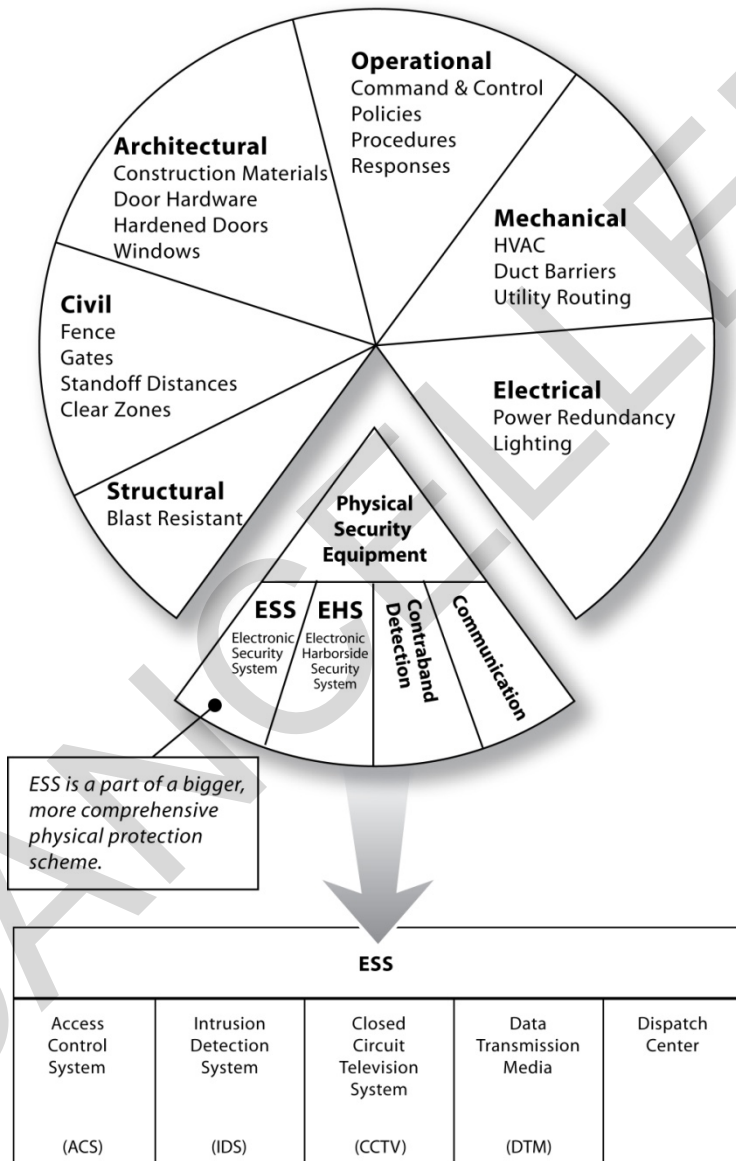 Operational
Command & Control
Policies
Procedures
Responses
Architectural
Construction Materials
Door Hardware
Hardened Doors
Windows
Mechanical
HVAC
Duct Barriers
Utility Routing
Civil
Fence
Gates
Standoff Distances
Clear Zones
Electrical
Power Redundancy
Lighting
Structural
Blast Resistant
Physical
Security
Equipment
ESS
Electronic
Security
System
EHS
Electronic
Harborside
Security
System
Contraband
Detection
Communication
ESS is a part of a bigger,
more comprehensive
physical protection
scheme.
ESS
Access
Control
System
(ACS)
Intrusion
Detection
System
(IDS)
Closed
Circuit
Television
System
(CCTV)
Data
Transmission
Media
(DTM)
Dispatch
Center